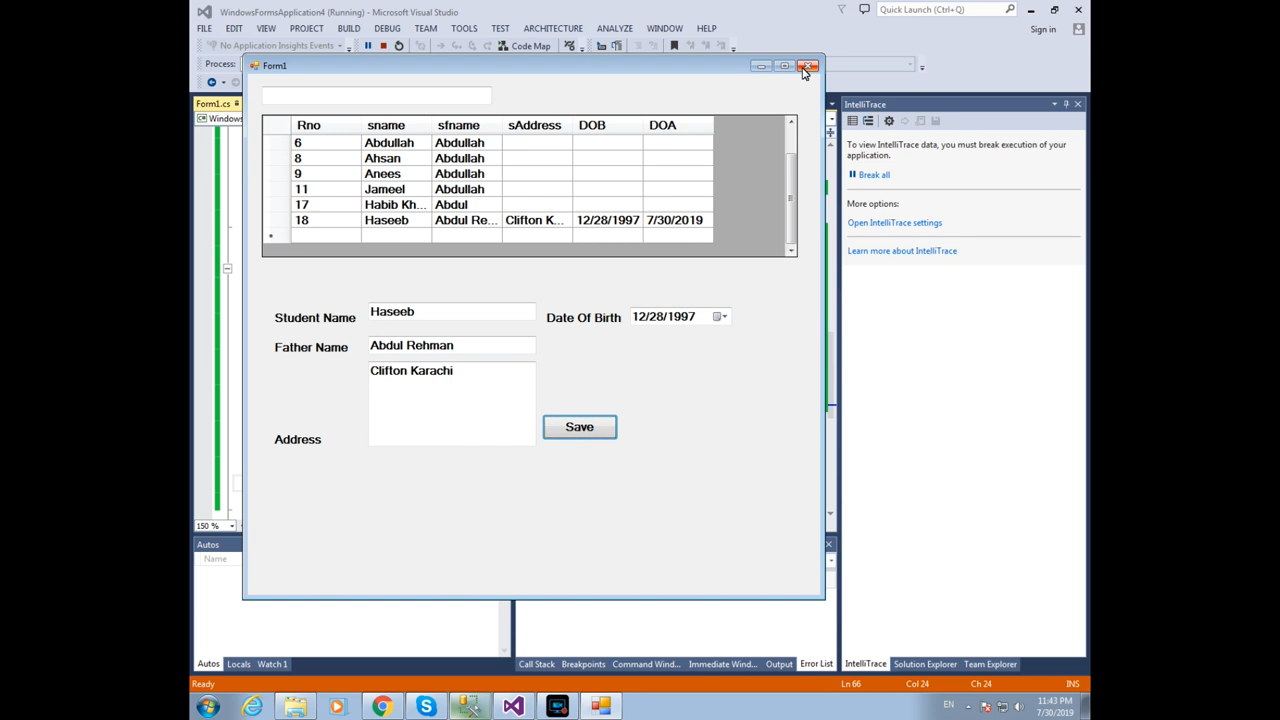 WindowsFormsApplication4 (Running) - Microsoft Visual Studio
Quick Launch (Ctrl+Q)
FILE EDIT VIEW PROJECT BUILD DEBUG TEAM TOOLS TEST ARCHITECTURE ANALYZE WINDOW HELP
Sign in
No Application Insights Events
Code Map
Process:
Form1
Form1.cs
Windows
IntelliTrace
To view IntelliTrace data, you must break execution of your
application.
Break all
More options:
Open IntelliTrace settings
Learn more about IntelliTrace
Rno sname sfname sAddress DOB DOA
6 Abdullah Abdullah
8 Ahsan Abdullah
9 Anees Abdullah
11 Jameel Abdullah
17 Habib Kh... Abdul
18 Haseeb Abdul Re... Clifton K... 12/28/1997 7/30/2019
*
Student Name Haseeb Date Of Birth 12/28/1997
Father Name Abdul Rehman
Clifton Karachi
Save
Address
150 %
Autos
Name
Autos Locals Watch 1
Call Stack Breakpoints Command Wind... Immediate Wind... Output Error List
IntelliTrace Solution Explorer Team Explorer
Ready Ln 66 Col 24 Ch 24 INS
EN
11:43 PM
7/30/2019